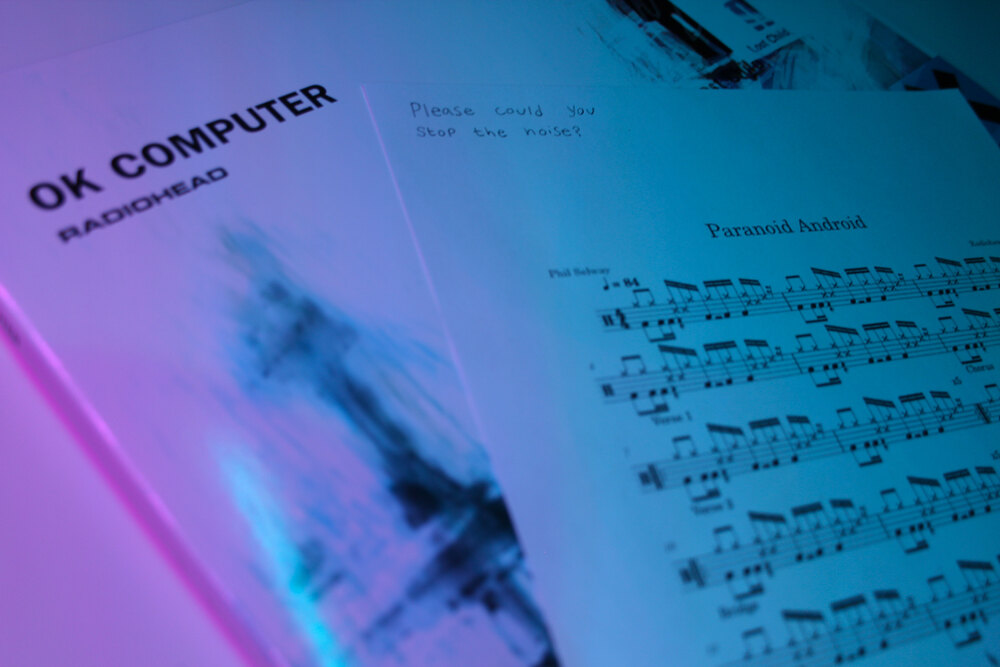 OK COMPUTER
RADIOHEAD
Lost Child
Please could you
stop the noise?
Paranoid Android
Phil Selway
♩ = 84
Chorus
Verse 1
Verse 2
Bridge